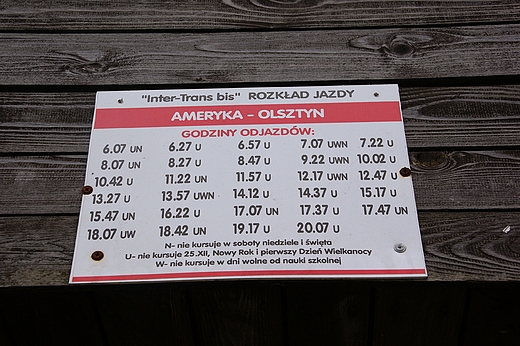 "Inter-Trans bis" ROZKŁAD JAZDY
AMERYKA - OLSZTYN
GODZINY ODJAZDÓW:
6.07 UN 6.27 U 6.57 U 7.07 UWN 7.22 U
8.07 UN 8.27 U 8.47 U 9.22 UWN 10.02 U
10.42 U 11.22 UN 11.57 U 12.17 UWN 12.47 U
13.27 U 13.57 UWN 14.12 U 14.37 U 15.17 U
15.47 UN 16.22 U 17.07 UN 17.37 U 17.47 UN
18.07 UW 18.42 UN 19.17 U 20.07 U
N- nie kursuje w soboty niedziele i święta
U- nie kursuje 25.XII, Nowy Rok i pierwszy Dzień Wielkanocy
W- nie kursuje w dni wolne od nauki szkolnej